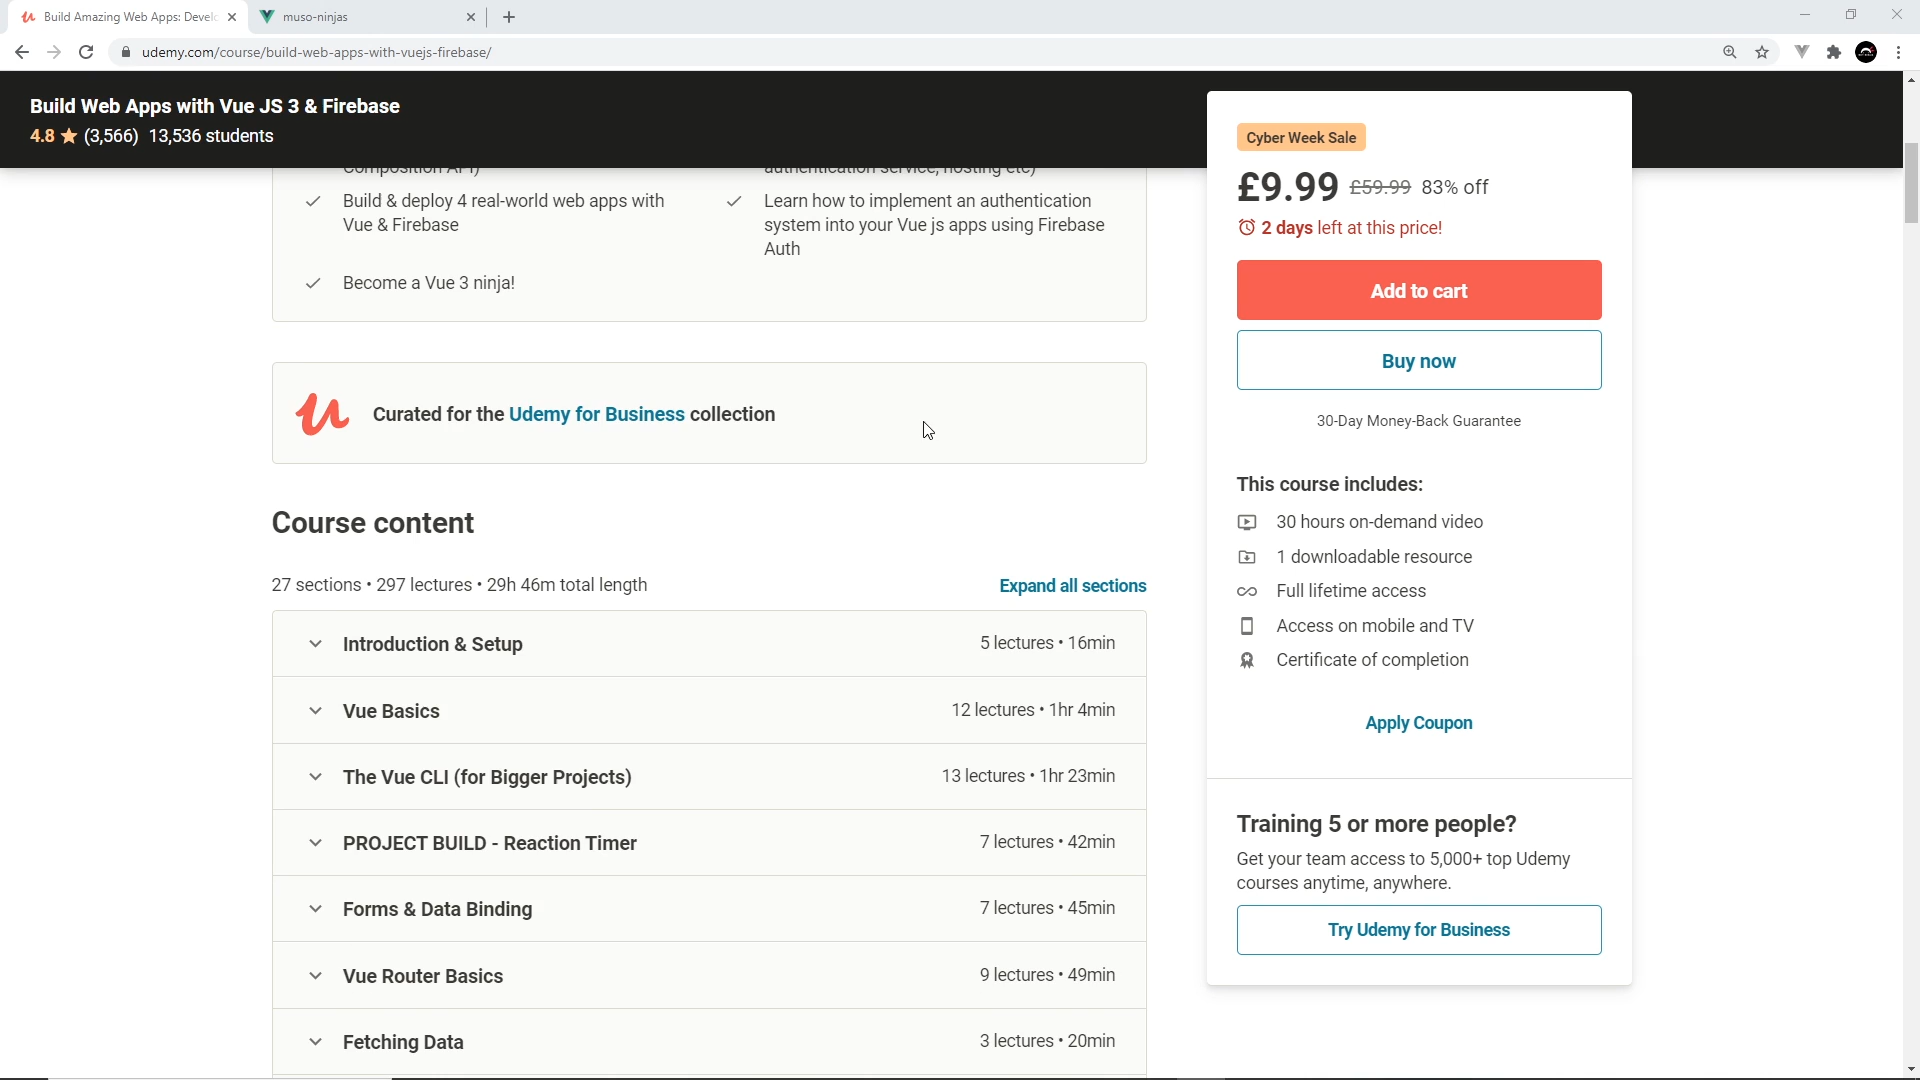 Build Amazing Web Apps: Devel
muso-ninjas
udemy.com/course/build-web-apps-with-vuejs-firebase/
Build Web Apps with Vue JS 3 & Firebase
4.8 (3,566) 13,536 students
Composition API)
authentication service, hosting etc)
Build & deploy 4 real-world web apps with
Vue & Firebase
Learn how to implement an authentication
system into your Vue js apps using Firebase
Auth
Become a Vue 3 ninja!
Curated for the Udemy for Business collection
Course content
27 sections • 297 lectures • 29h 46m total length
Expand all sections
Introduction & Setup
5 lectures • 16min
Vue Basics
12 lectures • 1hr 4min
The Vue CLI (for Bigger Projects)
13 lectures • 1hr 23min
PROJECT BUILD - Reaction Timer
7 lectures • 42min
Forms & Data Binding
7 lectures • 45min
Vue Router Basics
9 lectures • 49min
Fetching Data
3 lectures • 20min
Cyber Week Sale
£9.99 £59.99 83% off
2 days left at this price!
Add to cart
Buy now
30-Day Money-Back Guarantee
This course includes:
30 hours on-demand video
1 downloadable resource
Full lifetime access
Access on mobile and TV
Certificate of completion
Apply Coupon
Training 5 or more people?
Get your team access to 5,000+ top Udemy
courses anytime, anywhere.
Try Udemy for Business